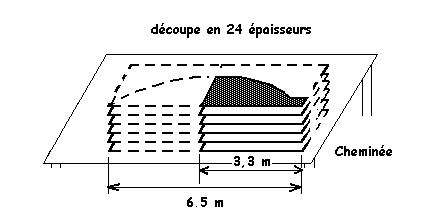 découpe en 24 épaisseurs
Cheminée
3,3 m
6.5 m